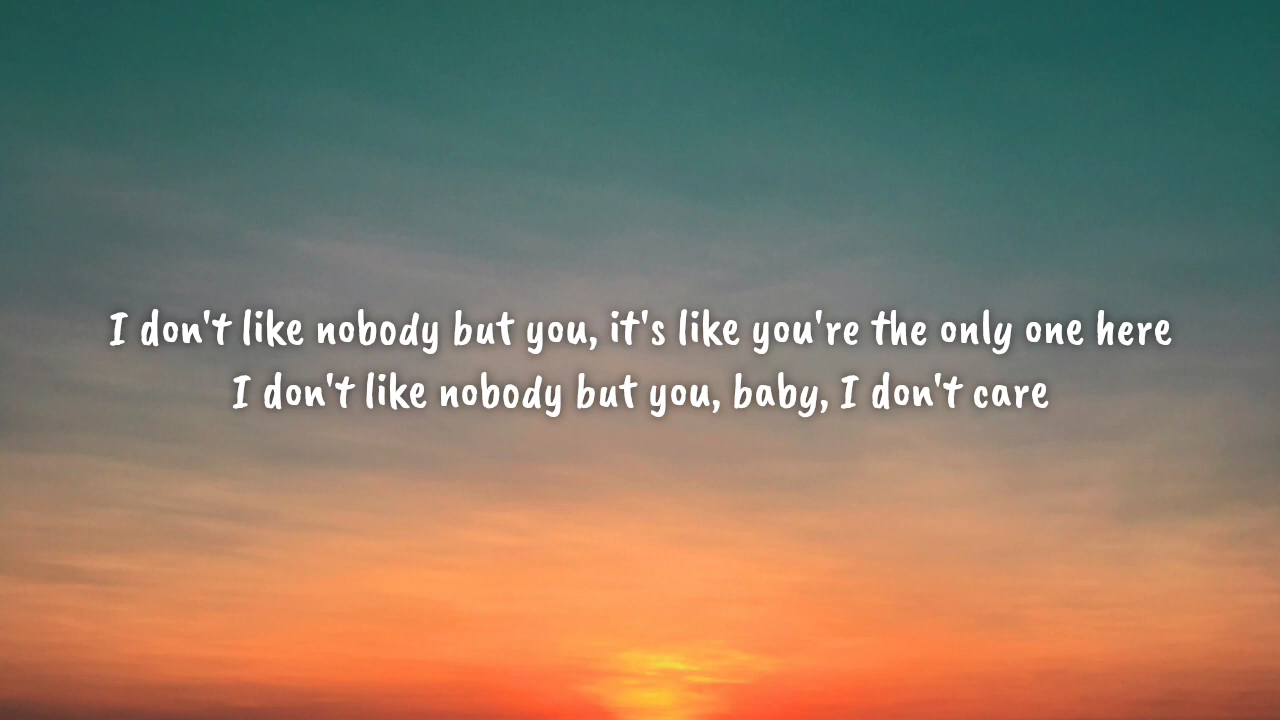 I don't like nobody but you, it's like you're the only one here
I don't like nobody but you, baby, I don't care